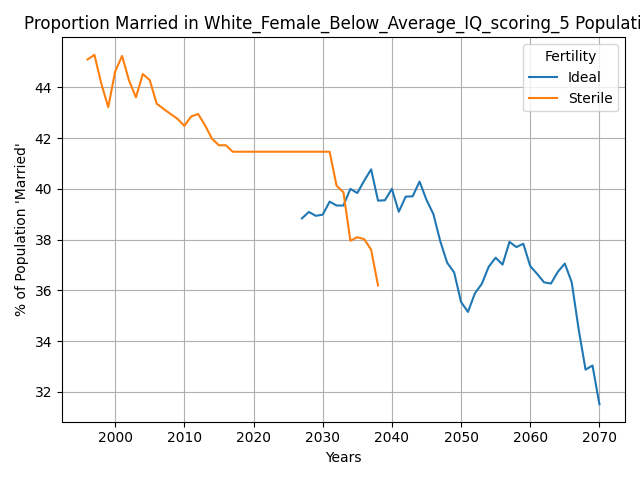 Proportion Married in White_Female_Below_Average_IQ_scoring_5 Populati
Fertility
Ideal
Sterile
% of Population 'Married'
44
42
40
38
36
34
32
2000 2010 2020 2030 2040 2050 2060 2070
Years